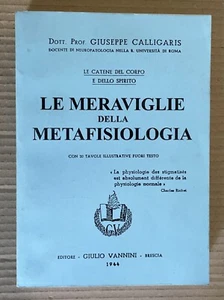 DOTT. PROF. GIUSEPPE CALLIGARIS
DOCENTE DI NEUROPATOLOGIA NELLA R. UNIVERSITÀ DI ROMA
LE CATENE DEL CORPO
E DELLO SPIRITO
LE MERAVIGLIE
DELLA
METAFISIOLOGIA
CON 21 TAVOLE ILLUSTRATIVE FUORI TESTO
« La physiologie des stigmatisés
est absolument différente de la
physiologie normale »
Charles Richet
GV
EDITORE - GIULIO VANNINI - BRESCIA
1944